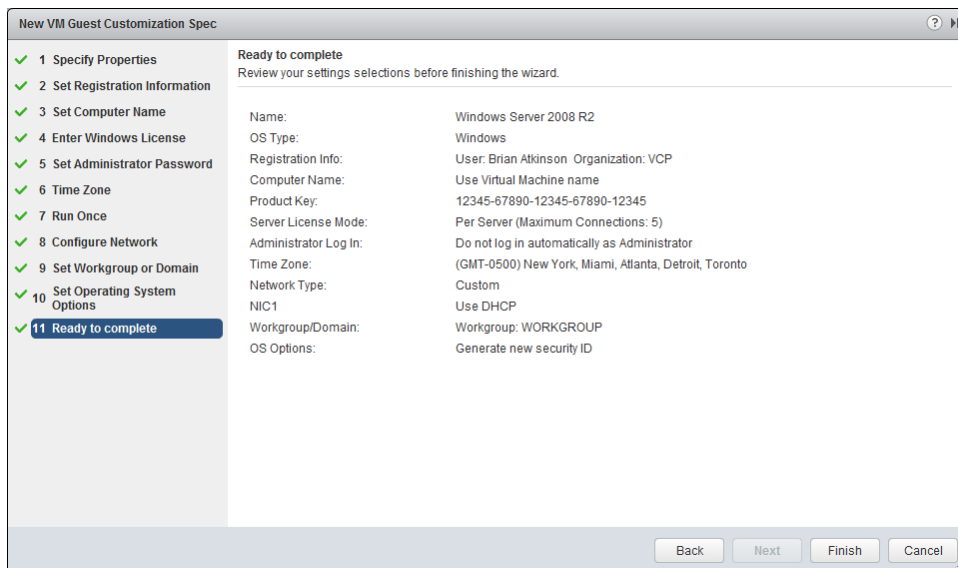 New VM Guest Customization Spec
?
1 Specify Properties
2 Set Registration Information
3 Set Computer Name
4 Enter Windows License
5 Set Administrator Password
6 Time Zone
7 Run Once
8 Configure Network
9 Set Workgroup or Domain
10 Set Operating System
Options
11 Ready to complete
Ready to complete
Review your settings selections before finishing the wizard.
Name: Windows Server 2008 R2
OS Type: Windows
Registration Info: User: Brian Atkinson Organization: VCP
Computer Name: Use Virtual Machine name
Product Key: 12345-67890-12345-67890-12345
Server License Mode: Per Server (Maximum Connections: 5)
Administrator Log In: Do not log in automatically as Administrator
Time Zone: (GMT-0500) New York, Miami, Atlanta, Detroit, Toronto
Network Type: Custom
NIC1 Use DHCP
Workgroup/Domain: Workgroup: WORKGROUP
OS Options: Generate new security ID
Back Next Finish Cancel